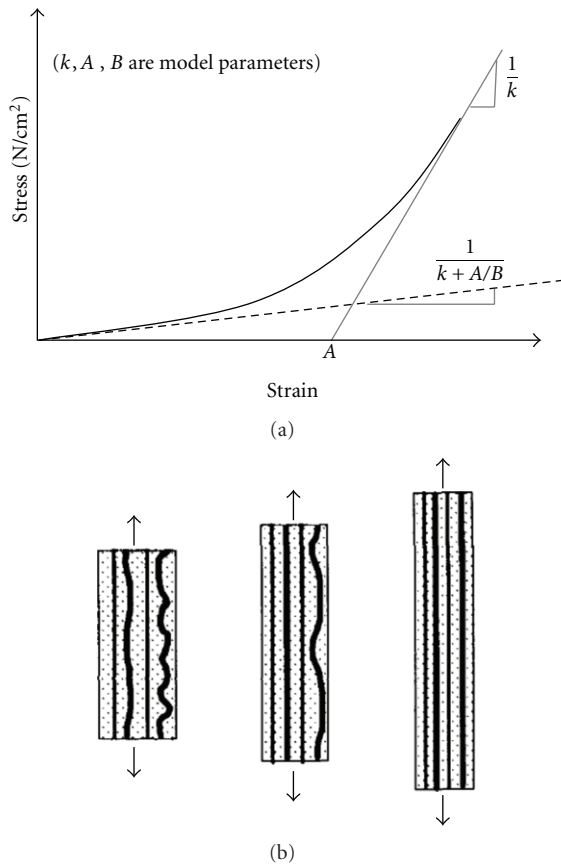 (k, A , B are model parameters)
1
k
Stress (N/cm²)
1
k + A/B
A
Strain
(a)
(b)